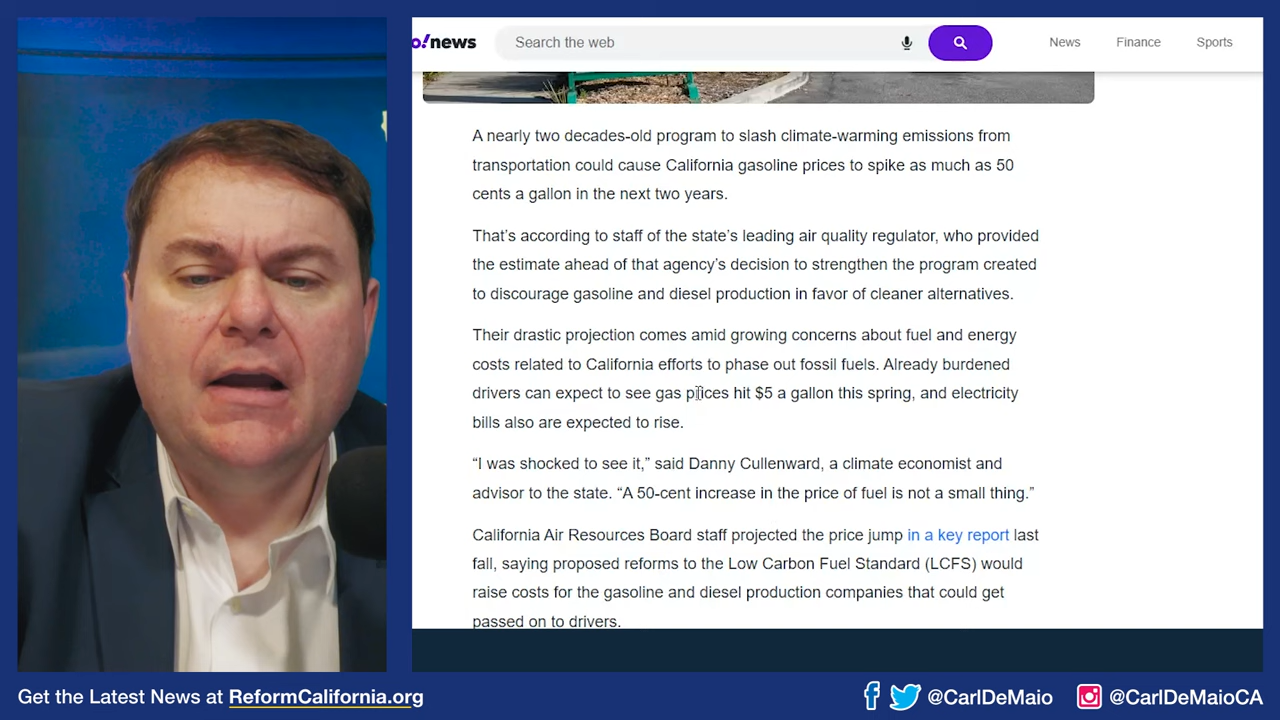 o!news
Search the web
News
Finance
Sports
A nearly two decades-old program to slash climate-warming emissions from
transportation could cause California gasoline prices to spike as much as 50
cents a gallon in the next two years.
That’s according to staff of the state’s leading air quality regulator, who provided
the estimate ahead of that agency’s decision to strengthen the program created
to discourage gasoline and diesel production in favor of cleaner alternatives.
Their drastic projection comes amid growing concerns about fuel and energy
costs related to California efforts to phase out fossil fuels. Already burdened
drivers can expect to see gas prices hit $5 a gallon this spring, and electricity
bills also are expected to rise.
“I was shocked to see it,” said Danny Cullenward, a climate economist and
advisor to the state. “A 50-cent increase in the price of fuel is not a small thing.”
California Air Resources Board staff projected the price jump in a key report last
fall, saying proposed reforms to the Low Carbon Fuel Standard (LCFS) would
raise costs for the gasoline and diesel production companies that could get
passed on to drivers.
Get the Latest News at ReformCalifornia.org
@CarlDeMaio
@CarlDeMaioCA